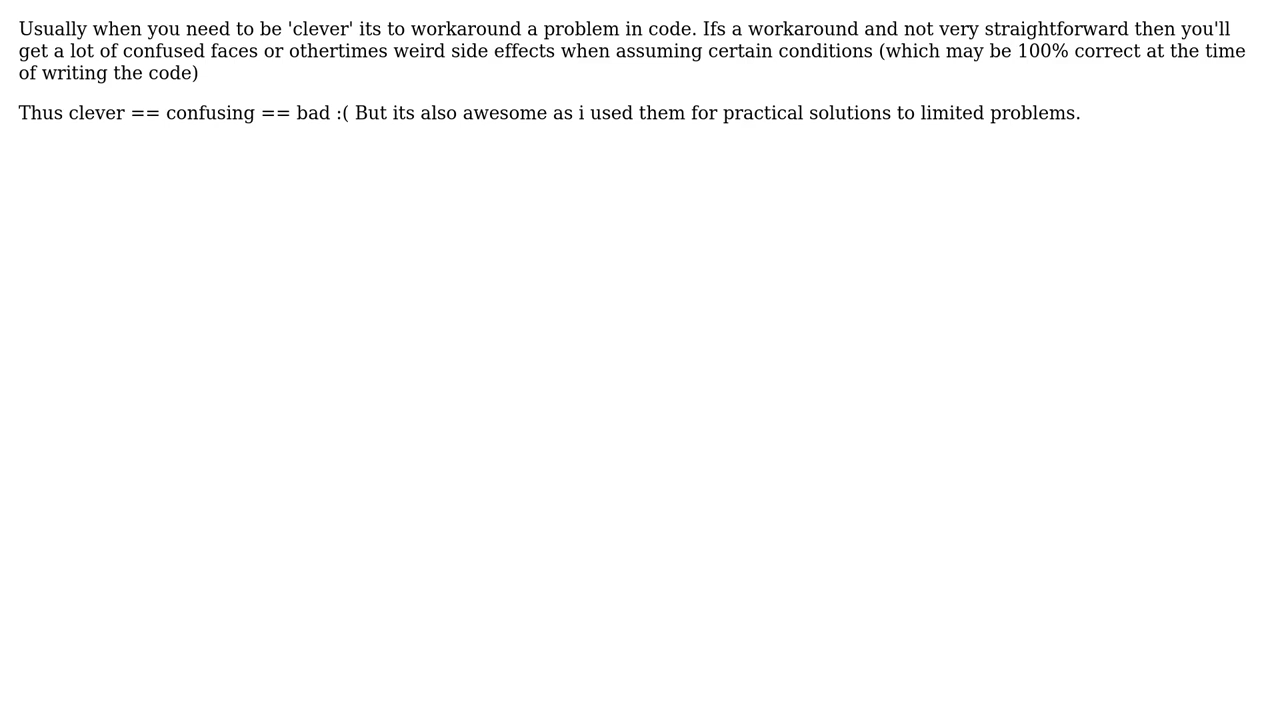 Usually when you need to be 'clever' its to workaround a problem in code. Ifs a workaround and not very straightforward then you'll
get a lot of confused faces or othertimes weird side effects when assuming certain conditions (which may be 100% correct at the time
of writing the code)
Thus clever == confusing == bad :( But its also awesome as i used them for practical solutions to limited problems.